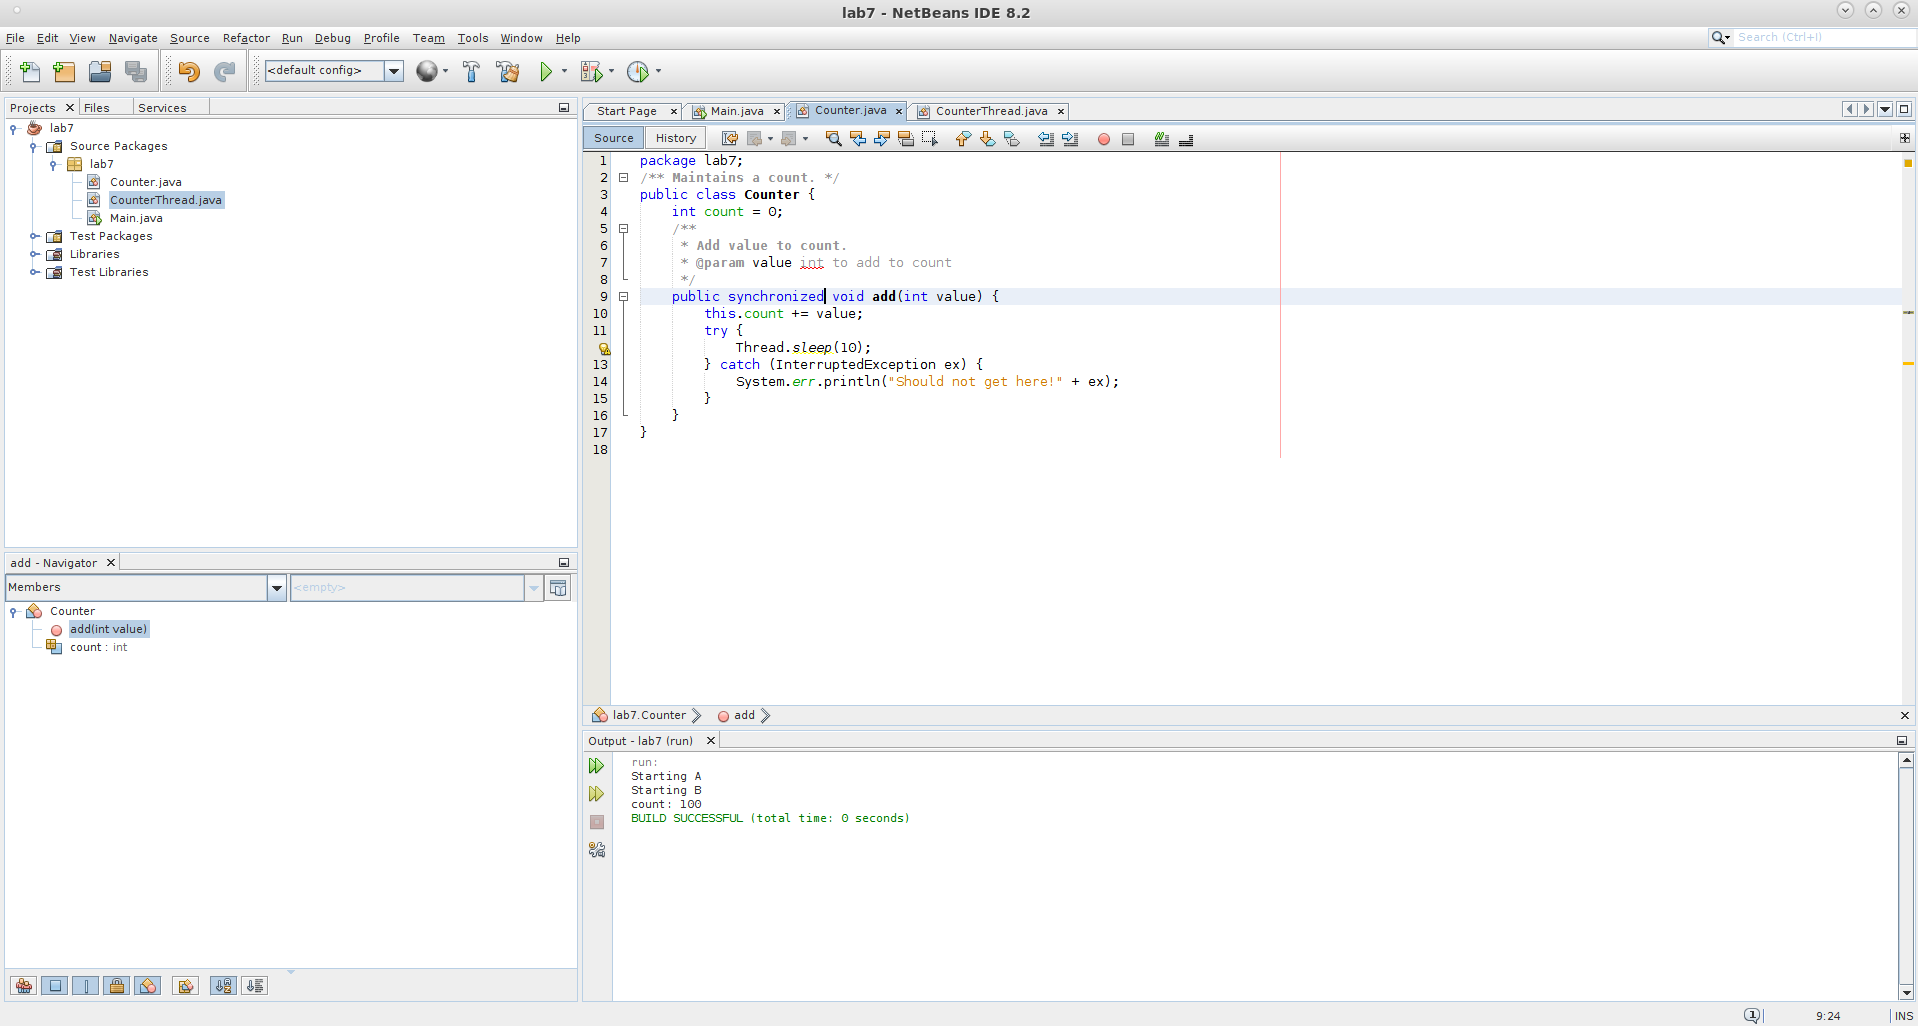 lab7 - NetBeans IDE 8.2
File Edit View Navigate Source Refactor Run Debug Profile Team Tools Window Help
Search (Ctrl+I)
<default config>
Projects Files Services
lab7
Source Packages
lab7
Counter.java
CounterThread.java
Main.java
Test Packages
Libraries
Test Libraries
add - Navigator
Members
<empty>
Counter
add(int value)
count : int
Start Page Main.java Counter.java CounterThread.java
Source History
1 package lab7;
2 /** Maintains a count. */
3 public class Counter {
4     int count = 0;
5     /**
6      * Add value to count.
7      * @param value int to add to count
8      */
9     public synchronized void add(int value) {
10         this.count += value;
11         try {
            Thread.sleep(10);
13         } catch (InterruptedException ex) {
14             System.err.println("Should not get here!" + ex);
15         }
16     }
17 }
18
lab7.Counter add
Output - lab7 (run)
run:
Starting A
Starting B
count: 100
BUILD SUCCESSFUL (total time: 0 seconds)
1 9:24 INS